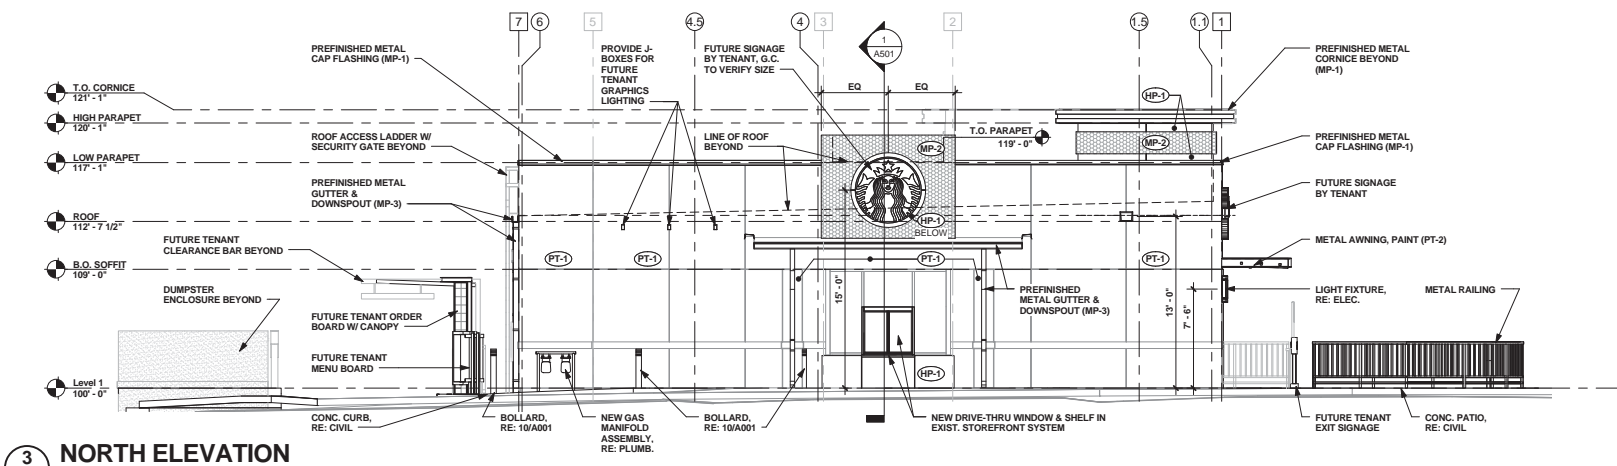 7
6
5
4.5
4
3
2
1.5
1.1
1
1
A501
PREFINISHED METAL
CAP FLASHING (MP-1)
PROVIDE J-
BOXES FOR
FUTURE
TENANT
GRAPHICS
LIGHTING
FUTURE SIGNAGE
BY TENANT, G.C.
TO VERIFY SIZE
EQ
EQ
HP-1
PREFINISHED METAL
CORNICE BEYOND
(MP-1)
T.O. CORNICE
121' - 1"
HIGH PARAPET
120' - 1"
LOW PARAPET
117' - 1"
ROOF
112' - 7 1/2"
B.O. SOFFIT
109' - 0"
Level 1
100' - 0"
ROOF ACCESS LADDER W/
SECURITY GATE BEYOND
LINE OF ROOF
BEYOND
MP-2
T.O. PARAPET
119' - 0"
MP-2
PREFINISHED METAL
CAP FLASHING (MP-1)
PREFINISHED METAL
GUTTER &
DOWNSPOUT (MP-3)
FUTURE SIGNAGE
BY TENANT
HP-1
BELOW
FUTURE TENANT
CLEARANCE BAR BEYOND
METAL AWNING, PAINT (PT-2)
PT-1
PT-1
PT-1
PT-1
DUMPSTER
ENCLOSURE BEYOND
FUTURE TENANT ORDER
BOARD W/ CANOPY
FUTURE TENANT
MENU BOARD
15' - 0"
PREFINISHED
METAL GUTTER &
DOWNSPOUT (MP-3)
13' - 0"
7' - 6"
LIGHT FIXTURE,
RE: ELEC.
METAL RAILING
HP-1
CONC. CURB,
RE: CIVIL
BOLLARD,
RE: 10/A001
NEW GAS
MANIFOLD
ASSEMBLY,
RE: PLUMB.
BOLLARD,
RE: 10/A001
NEW DRIVE-THRU WINDOW & SHELF IN
EXIST. STOREFRONT SYSTEM
FUTURE TENANT
EXIT SIGNAGE
CONC. PATIO,
RE: CIVIL
3
NORTH ELEVATION